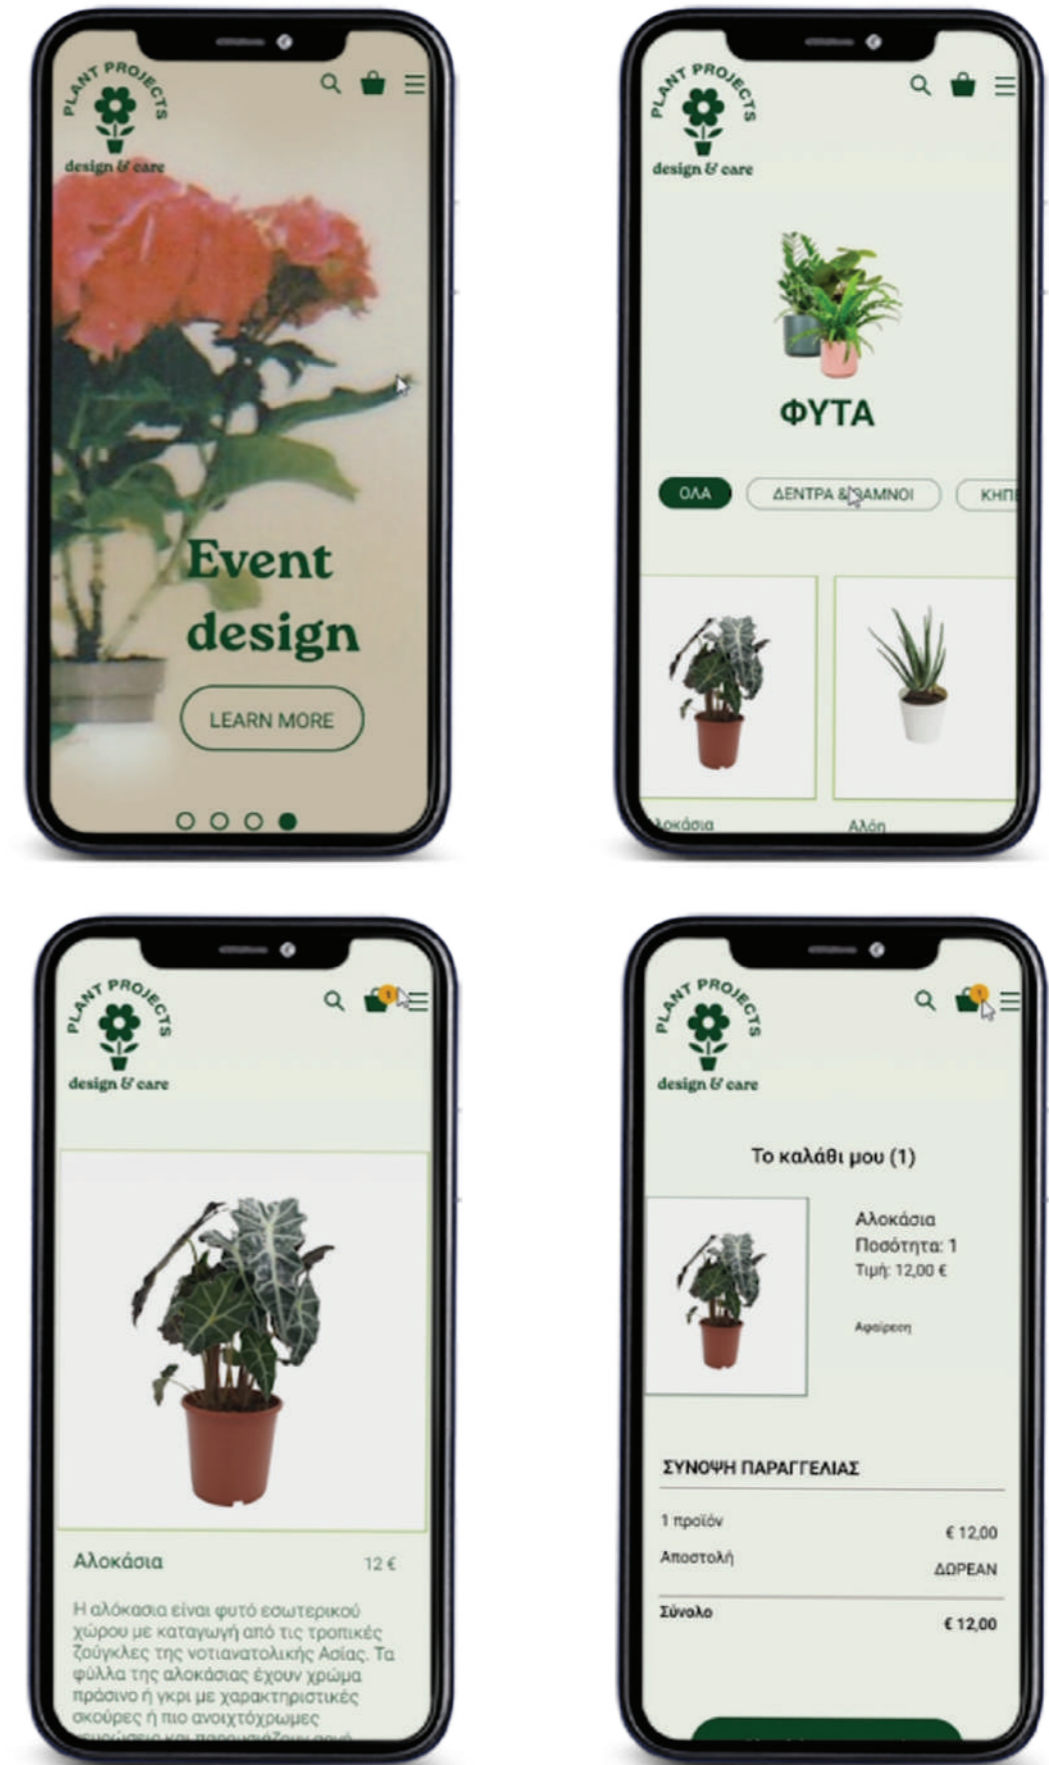 PLANT PROJECTS
design & care
Event
design
LEARN MORE
PLANT PROJECTS
design & care
ΦΥΤΑ
ΟΛΑ
ΔΕΝΤΡΑ & ΘΑΜΝΟΙ
ΚΗΠΕ
λοκάσια
Αλόη
PLANT PROJECTS
1
design & care
Αλοκάσια 12 €
Η αλόκασια είναι φυτό εσωτερικού
χώρου με καταγωγή από τις τροπικές
ζούγκλες της νοτιανατολικής Ασίας. Τα
φύλλα της αλοκάσιας έχουν χρώμα
πράσινο ή γκρι με χαρακτηριστικές
σκούρες ή πιο ανοιχτόχρωμες
PLANT PROJECTS
1
design & care
Το καλάθι μου (1)
Αλοκάσια
Ποσότητα: 1
Τιμή: 12,00 €
Αφαίρεση
ΣΥΝΟΨΗ ΠΑΡΑΓΓΕΛΙΑΣ
1 προϊόν € 12,00
Αποστολή ΔΩΡΕΑΝ
Σύνολο € 12,00